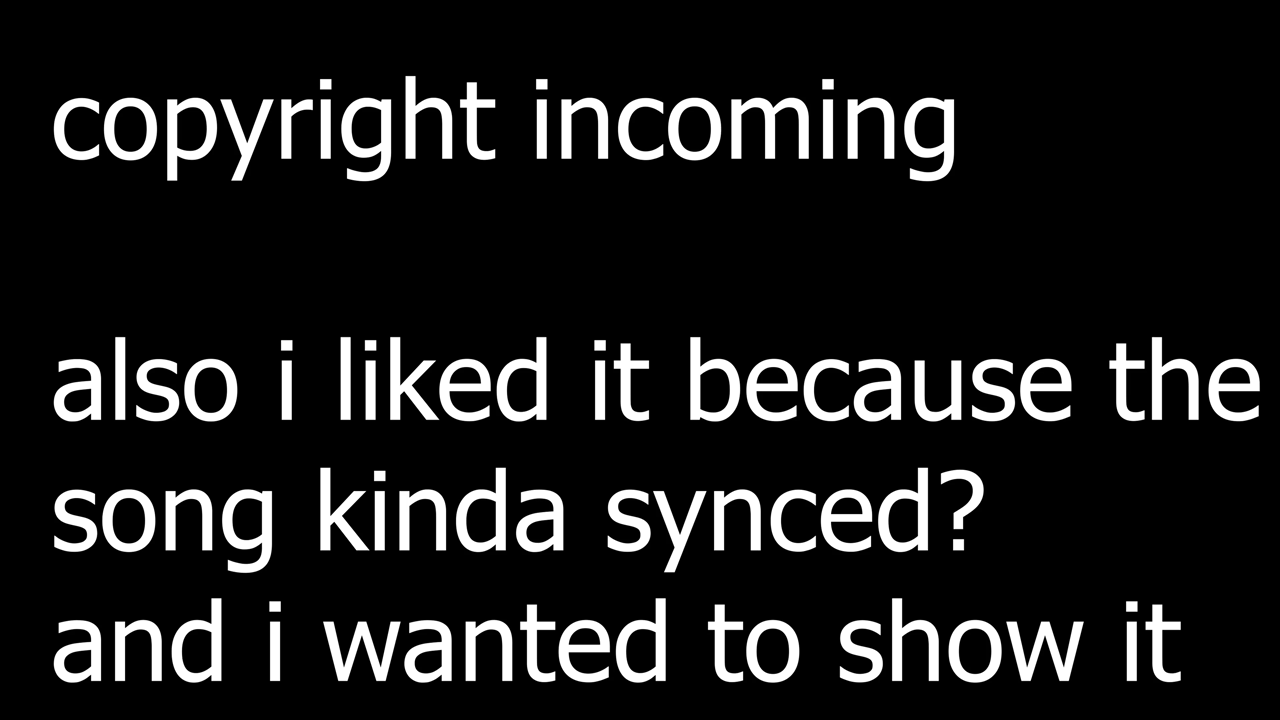 copyright incoming
also i liked it because the
song kinda synced?
and i wanted to show it